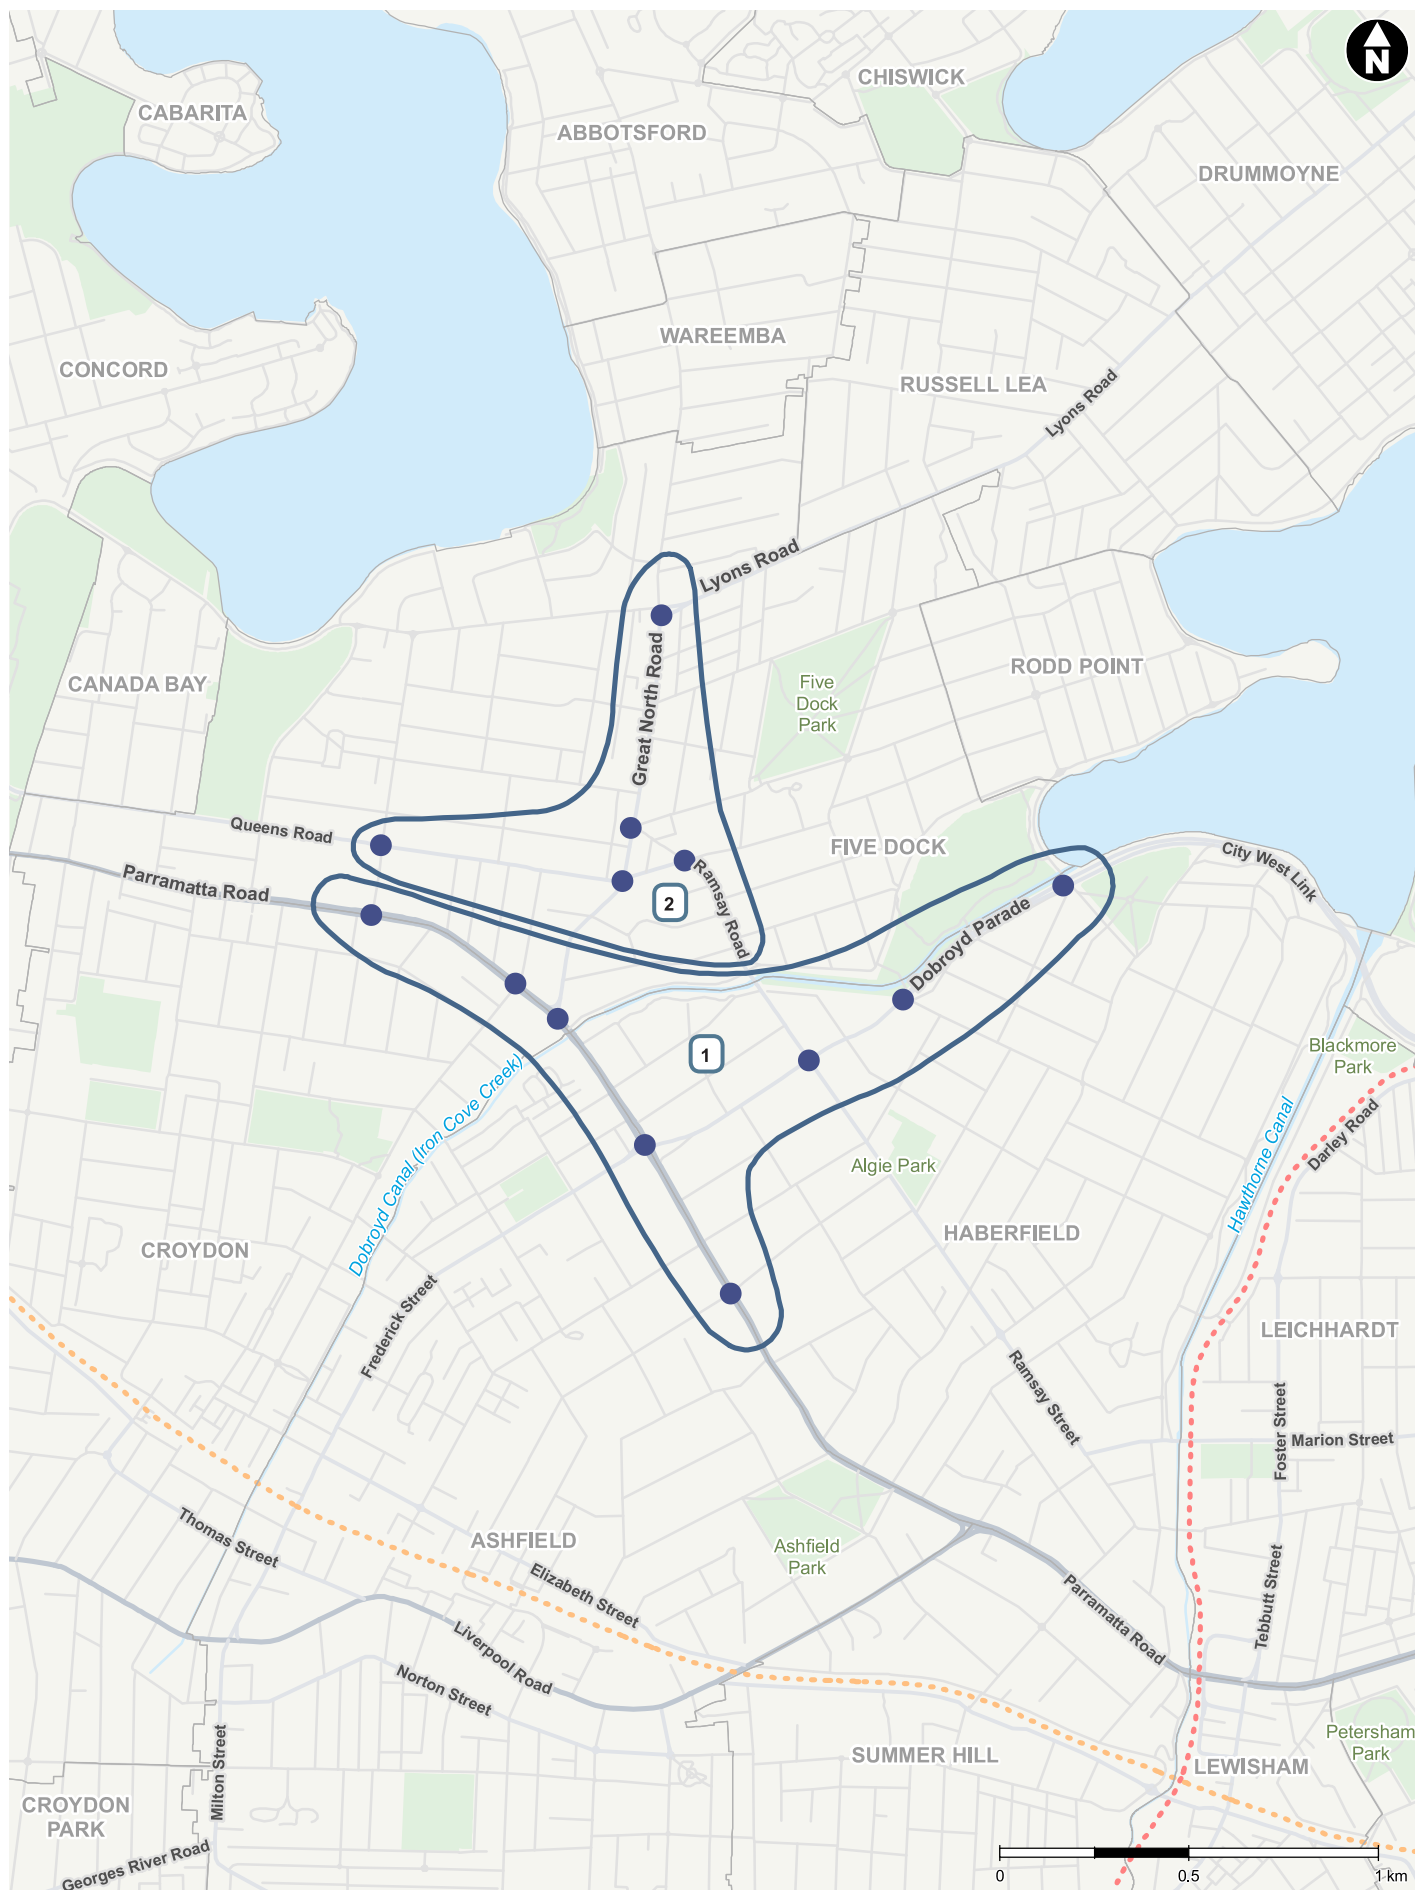 N
CHISWICK
CABARITA
ABBOTSFORD
DRUMMOYNE
WAREEMBA
CONCORD
RUSSELL LEA
Lyons Road
Lyons Road
Great North Road
RODD POINT
CANADA BAY
Five
Dock
Park
Queens Road
FIVE DOCK
City West Link
Parramatta Road
Ramsay Road
2
Dobroyd Parade
1
Blackmore
Park
Darley Road
Dobroyd Canal (Iron Cove Creek)
Algie Park
Hawthorne Canal
HABERFIELD
CROYDON
Frederick Street
LEICHHARDT
Ramsay Street
Foster Street
Marion Street
Thomas Street
ASHFIELD
Ashfield
Park
Elizabeth Street
Tebbutt Street
Parramatta Road
Liverpool Road
Norton Street
Milton Street
SUMMER HILL
Petersham
Park
LEWISHAM
CROYDON
PARK
Georges River Road
0
0.5
1 km